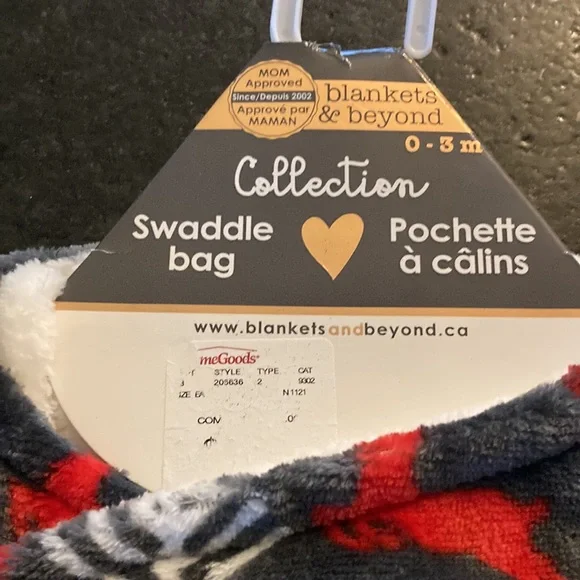 MOM
Approved
Since/Depuis 2002
Approuvé par
MAMAN
blankets
& beyond
0 - 3 m
Collection
Swaddle
bag
Pochette
à câlins
www.blanketsandbeyond.ca
meGoods
STYLE TYPE CAT
205636 2 9302
EA N1121